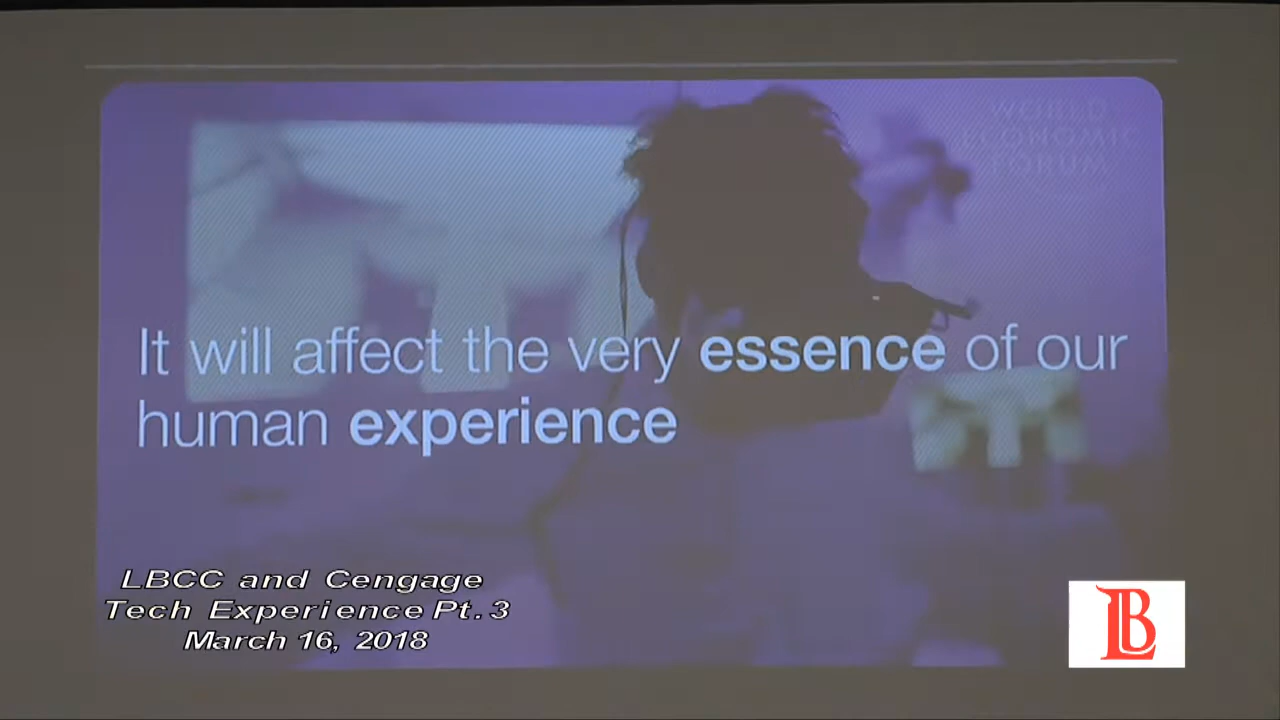 WORLD
ECONOMIC
FORUM
It will affect the very essence of our
human experience
LBCC and Cengage
Tech Experience Pt. 3
March 16, 2018
LB